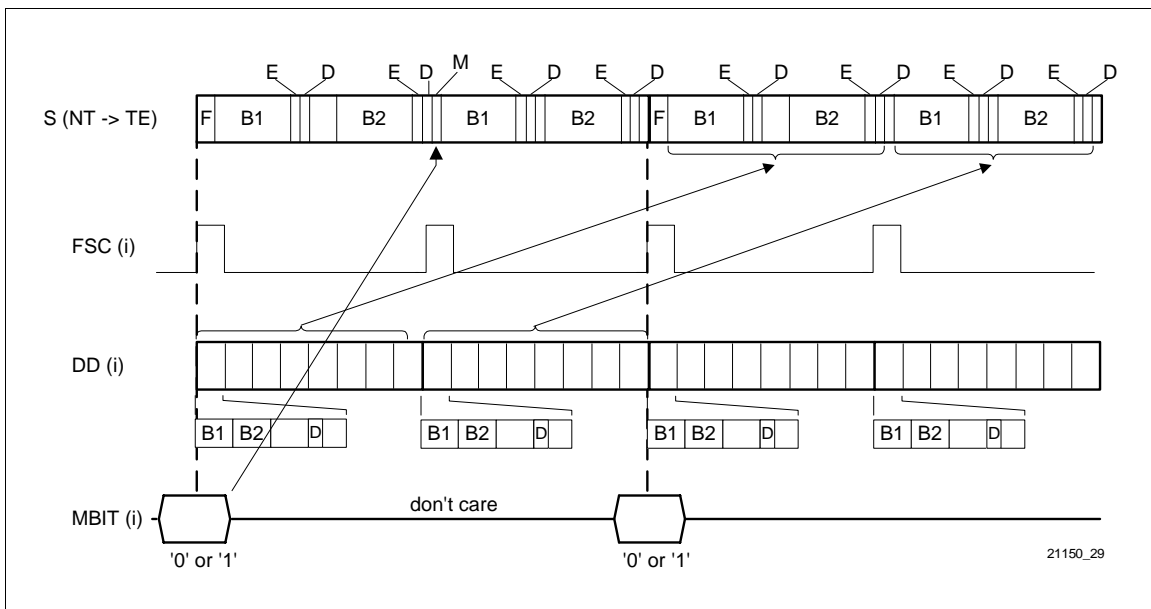 E D E D M E D E D E D E D E D E D
S (NT -> TE) F B1 B2 B1 B2 F B1 B2 B1 B2
FSC (i)
DD (i)
B1 B2 D B1 B2 D B1 B2 D B1 B2 D
don't care
MBIT (i)
'0' or '1' '0' or '1'
21150_29